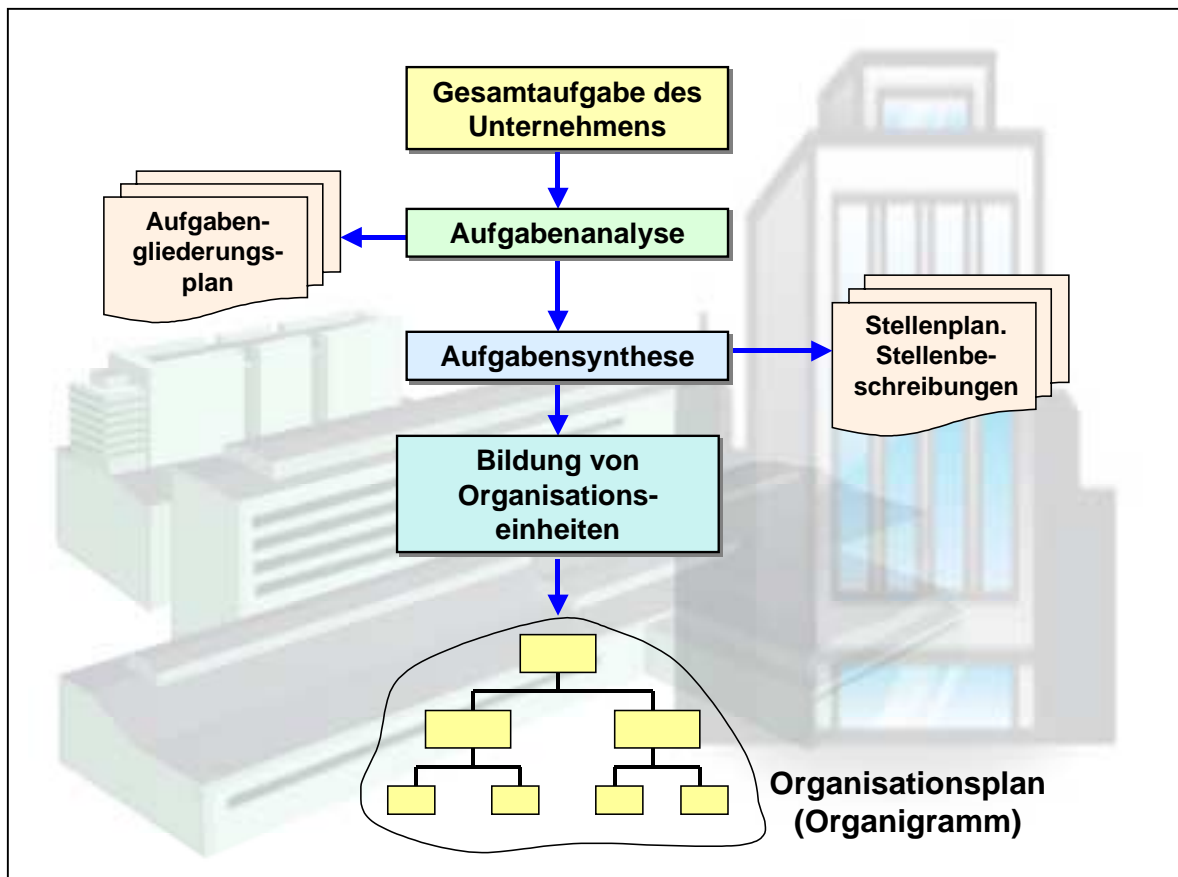 Gesamtaufgabe des
Unternehmens
Aufgaben-
gliederungs-
plan
Aufgabenanalyse
Aufgabensynthese
Stellenplan.
Stellenbe-
schreibungen
Bildung von
Organisations-
einheiten
Organisationsplan
(Organigramm)